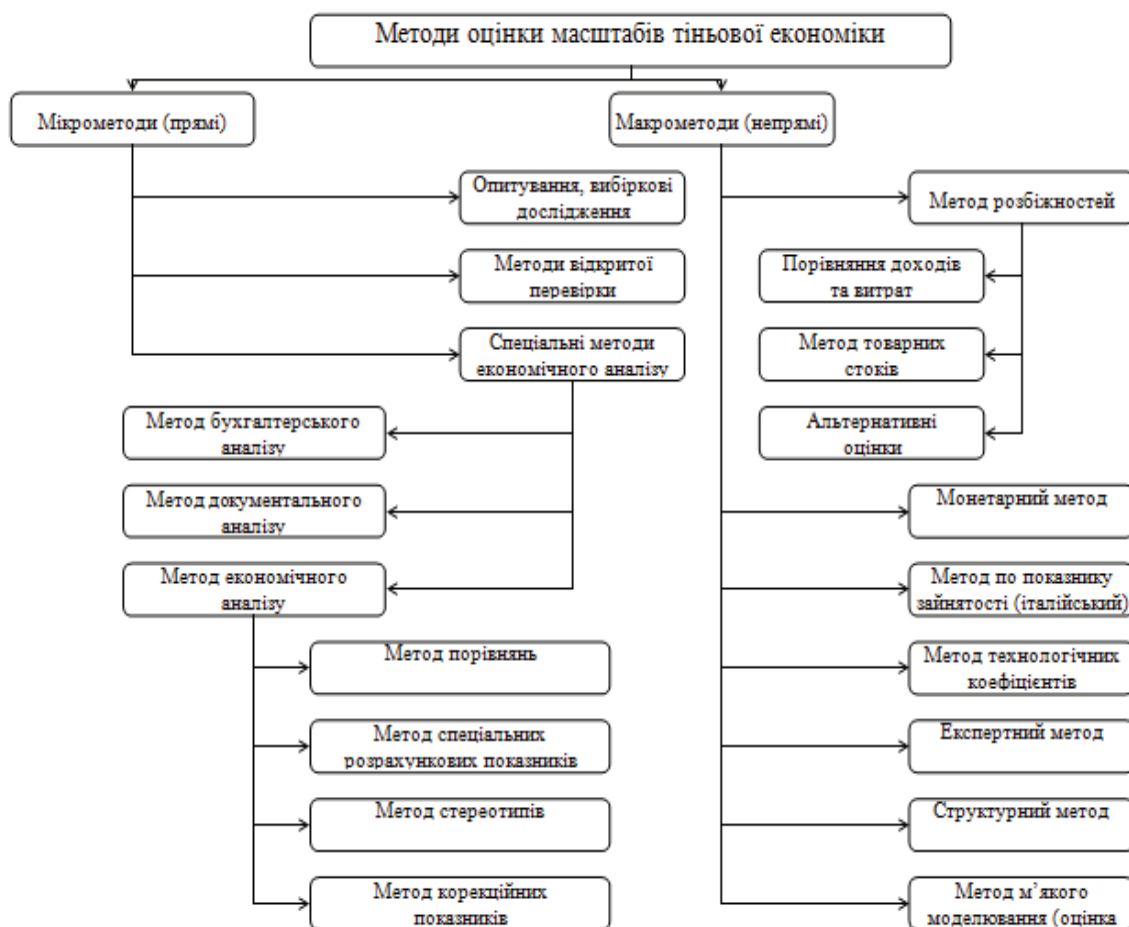 Методи оцінки масштабів тіньової економіки
Мікрометоди (прямі)
Макрометоди (непрямі)
Опитування, вибіркові
дослідження
Методи відкритої
перевірки
Спеціальні методи
економічного аналізу
Метод бухгалтерського
аналізу
Метод документального
аналізу
Метод економічного
аналізу
Метод порівнянь
Метод спеціальних
розрахункових показників
Метод стереотипів
Метод корекційних
показників
Метод розбіжностей
Порівняння доходів
та витрат
Метод товарних
стоків
Альтернативні
оцінки
Монетарний метод
Метод по показнику
зайнятості (італійський)
Метод технологічних
коефіцієнтів
Експертний метод
Структурний метод
Метод м’якого
моделювання (оцінка